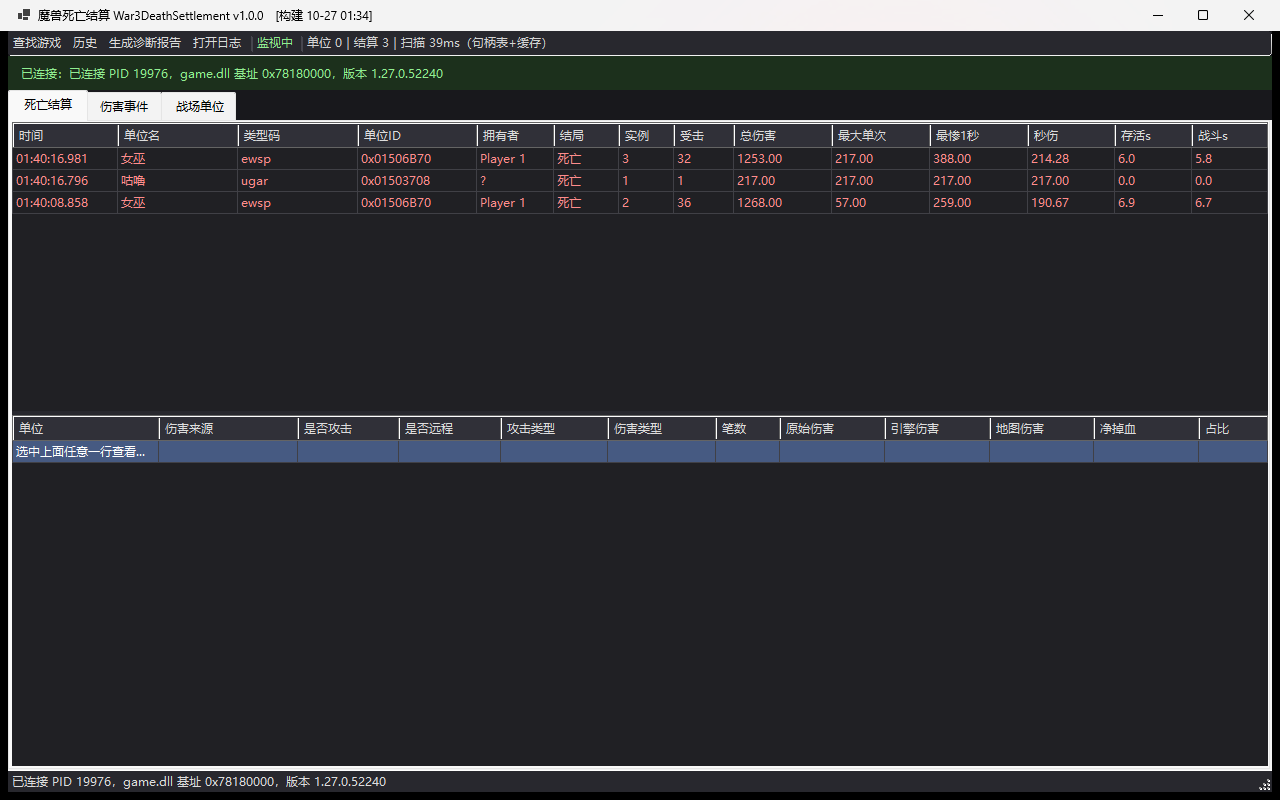 魔兽死亡结算 War3DeathSettlement v1.0.0 [构建 10-27 01:34]
查找游戏 历史 生成诊断报告 打开日志 监视中 单位 0 | 结算 3 | 扫描 39ms（句柄表+缓存）
已连接：已连接 PID 19976，game.dll 基址 0x78180000，版本 1.27.0.52240
死亡结算 伤害事件 战场单位
时间 单位名 类型码 单位ID 拥有者 结局 实例 受击 总伤害 最大单次 最惨1秒 秒伤 存活s 战斗s
01:40:16.981 女巫 ewsp 0x01506B70 Player 1 死亡 3 32 1253.00 217.00 388.00 214.28 6.0 5.8
01:40:16.796 咕噜 ugar 0x01503708 ? 死亡 1 1 217.00 217.00 217.00 217.00 0.0 0.0
01:40:08.858 女巫 ewsp 0x01506B70 Player 1 死亡 2 36 1268.00 57.00 259.00 190.67 6.9 6.7
单位 伤害来源 是否攻击 是否远程 攻击类型 伤害类型 笔数 原始伤害 引擎伤害 地图伤害 净掉血 占比
选中上面任意一行查看...
已连接 PID 19976，game.dll 基址 0x78180000，版本 1.27.0.52240